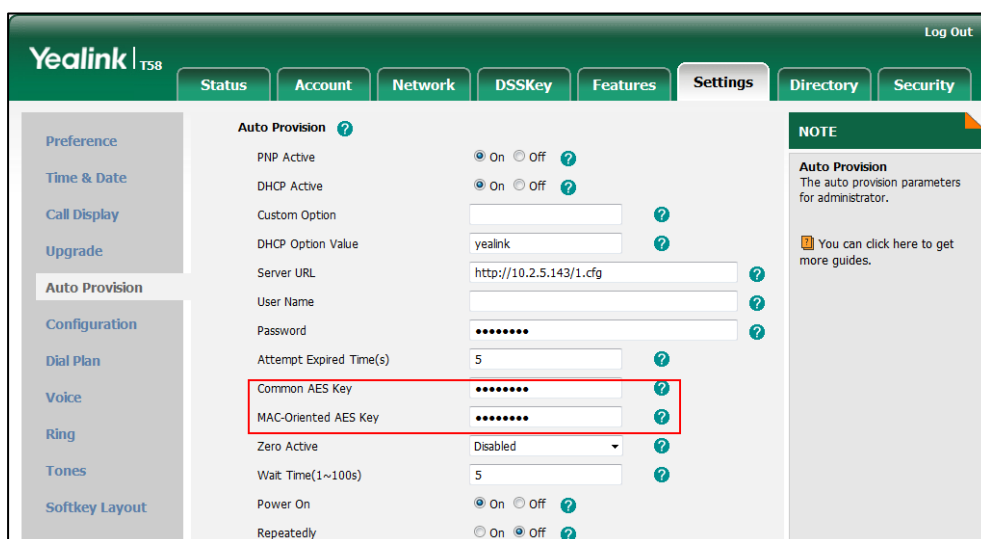 Log Out
Yealink T58
Status Account Network DSSKey Features Settings Directory Security
Preference
Time & Date
Call Display
Upgrade
Auto Provision
Configuration
Dial Plan
Voice
Ring
Tones
Softkey Layout
Auto Provision ?
PNP Active On Off ?
DHCP Active On Off ?
Custom Option ?
DHCP Option Value yealink ?
Server URL http://10.2.5.143/1.cfg ?
User Name ?
Password •••••••• ?
Attempt Expired Time(s) 5 ?
Common AES Key •••••••• ?
MAC-Oriented AES Key •••••••• ?
Zero Active Disabled ?
Wait Time(1~100s) 5 ?
Power On On Off ?
Repeatedly On Off ?
NOTE
Auto Provision
The auto provision parameters
for administrator.
? You can click here to get
more guides.